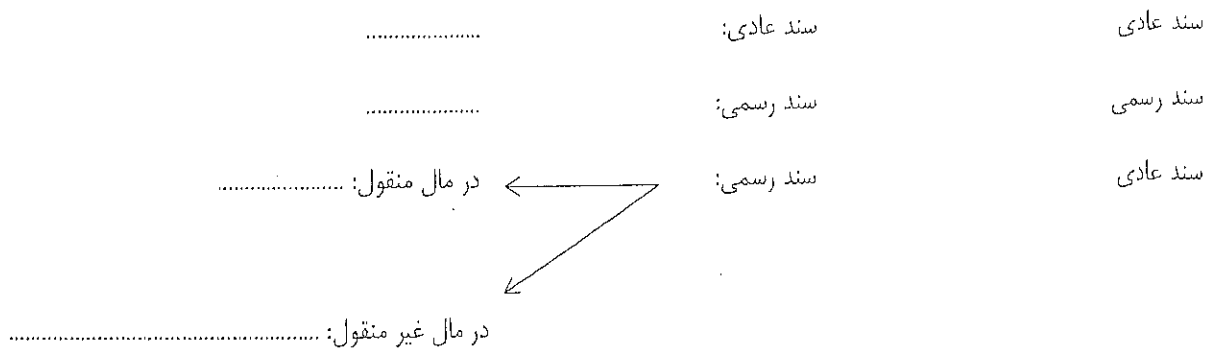 سند عادی سند عادی: ....................
سند رسمی سند رسمی: ....................
سند عادی سند رسمی: در مال منقول: ......................
در مال غیر منقول: ......................................................